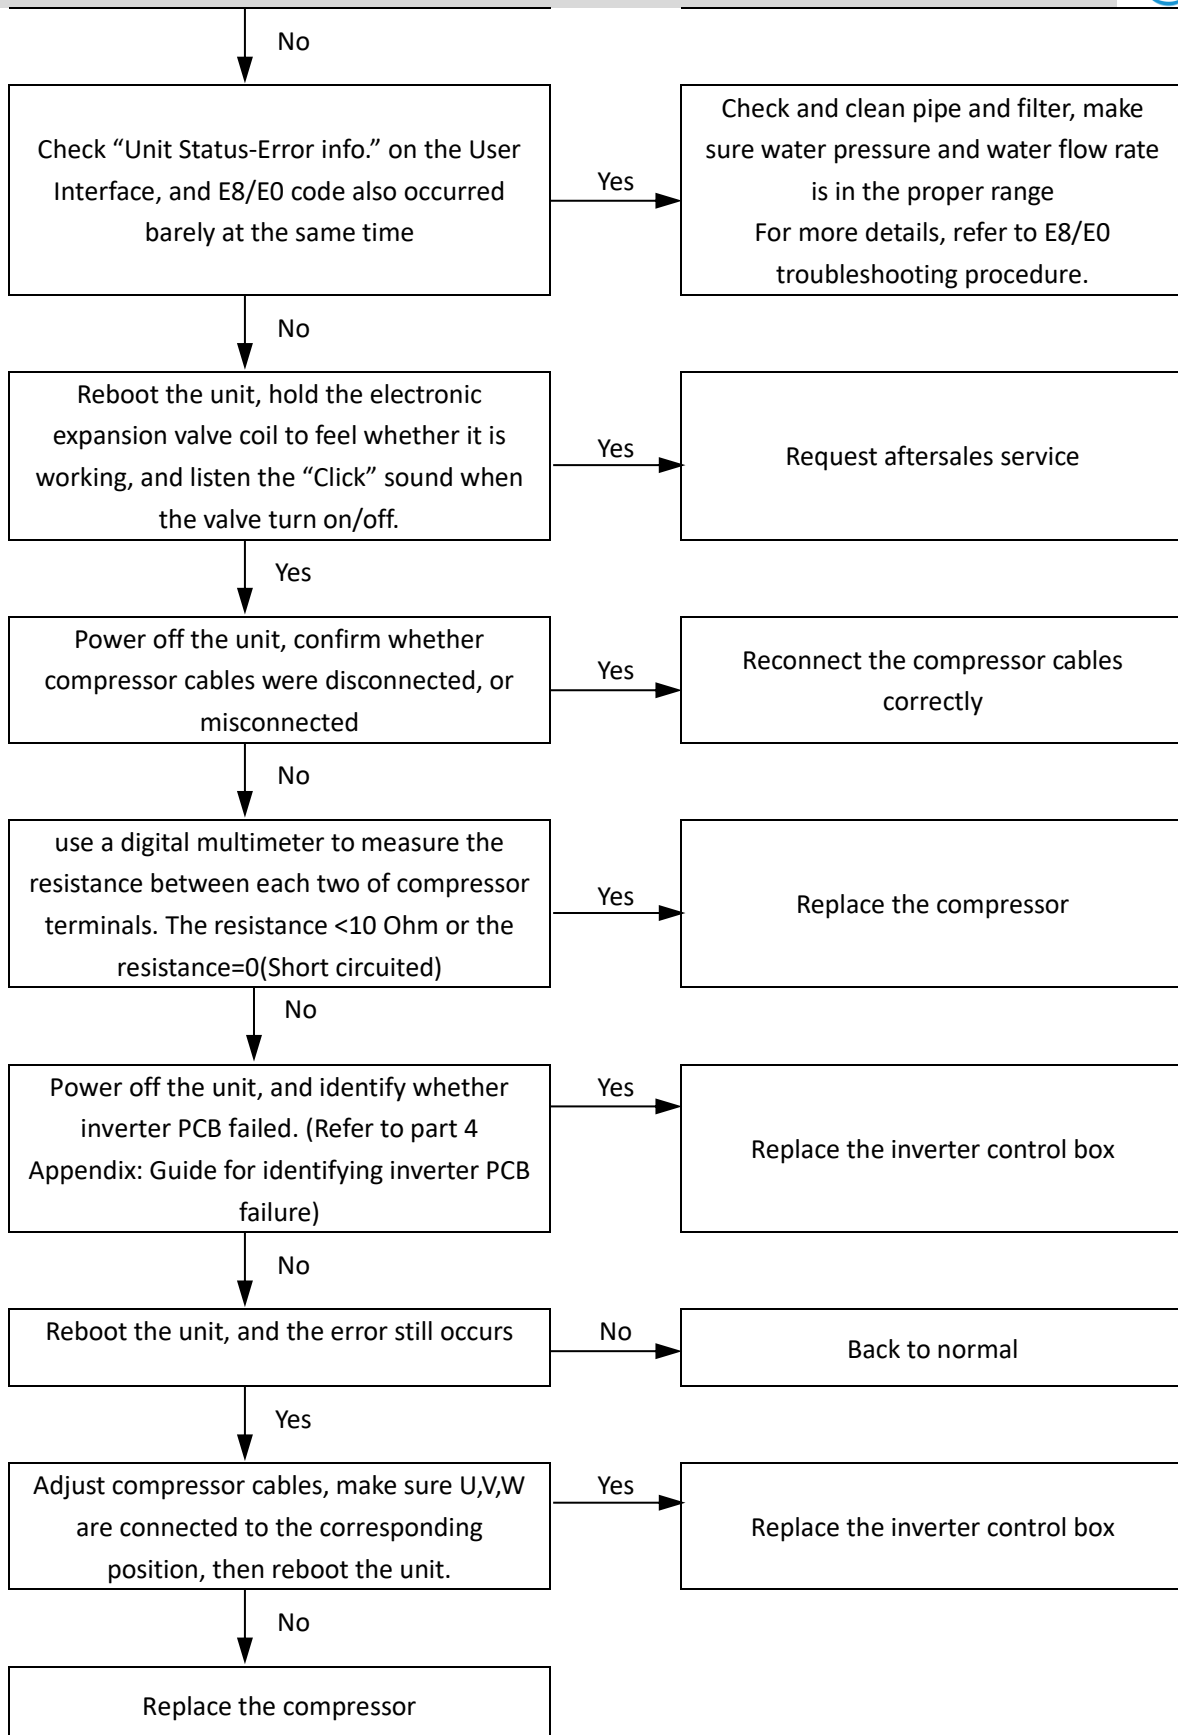 No
Check “Unit Status-Error info.” on the User
Interface, and E8/E0 code also occurred
barely at the same time
Yes
Check and clean pipe and filter, make
sure water pressure and water flow rate
is in the proper range
For more details, refer to E8/E0
troubleshooting procedure.
No
Reboot the unit, hold the electronic
expansion valve coil to feel whether it is
working, and listen the “Click” sound when
the valve turn on/off.
Yes
Request aftersales service
Yes
Power off the unit, confirm whether
compressor cables were disconnected, or
misconnected
Yes
Reconnect the compressor cables
correctly
No
use a digital multimeter to measure the
resistance between each two of compressor
terminals. The resistance <10 Ohm or the
resistance=0(Short circuited)
Yes
Replace the compressor
No
Power off the unit, and identify whether
inverter PCB failed. (Refer to part 4
Appendix: Guide for identifying inverter PCB
failure)
Yes
Replace the inverter control box
No
Reboot the unit, and the error still occurs
No
Back to normal
Yes
Adjust compressor cables, make sure U,V,W
are connected to the corresponding
position, then reboot the unit.
Yes
Replace the inverter control box
No
Replace the compressor